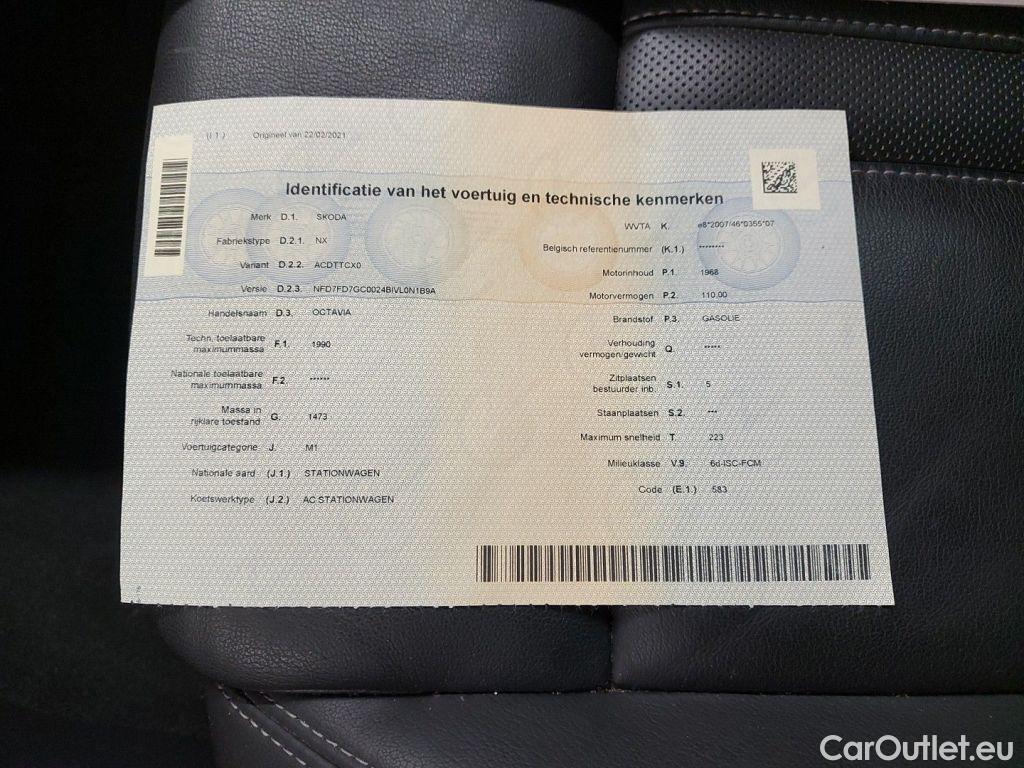 (I.1.) Origineel van 22/02/2021
Identificatie van het voertuig en technische kenmerken
Merk D.1. SKODA
Fabriekstype D.2.1. NX
Variant D.2.2. ACDTTCX0
Versie D.2.3. NFD7FD7GC0024BIVL0N1B9A
Handelsnaam D.3. OCTAVIA
Techn. toelaatbare
maximummassa F.1. 1990
Nationale toelaatbare
maximummassa F.2. ******
Massa in
rijklare toestand G. 1473
Voertuigcategorie J. M1
Nationale aard (J.1.) STATIONWAGEN
Koetswerktype (J.2.) AC STATIONWAGEN
WVTA K. e8*2007/46*0355*07
Belgisch referentienummer (K.1.) ********
Motorinhoud P.1. 1968
Motorvermogen P.2. 110,00
Brandstof P.3. GASOLIE
Verhouding
vermogen/gewicht Q. *****
Zitplaatsen
bestuurder inb. S.1. 5
Staanplaatsen S.2. ***
Maximum snelheid T. 223
Milieuklasse V.9. 6d-ISC-FCM
Code (E.1.) 583
CarOutlet.eu